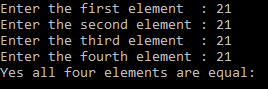 Enter the first element  : 21
Enter the second element : 21
Enter the third element  : 21
Enter the fourth element : 21
Yes all four elements are equal: